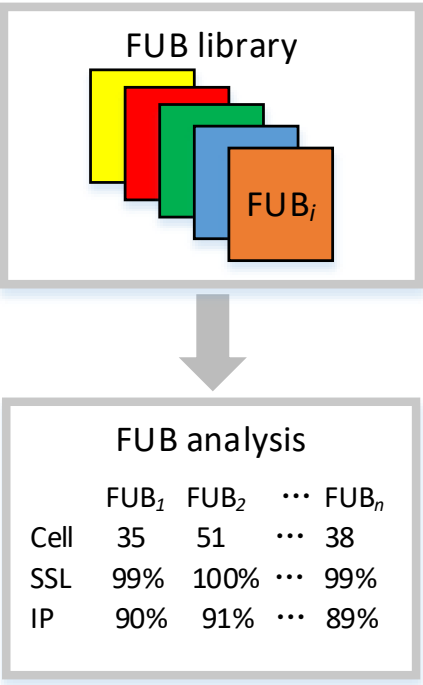 FUB library
FUBi
FUB analysis
FUB1 FUB2 ··· FUBn
Cell 35 51 ··· 38
SSL 99% 100% ··· 99%
IP 90% 91% ··· 89%